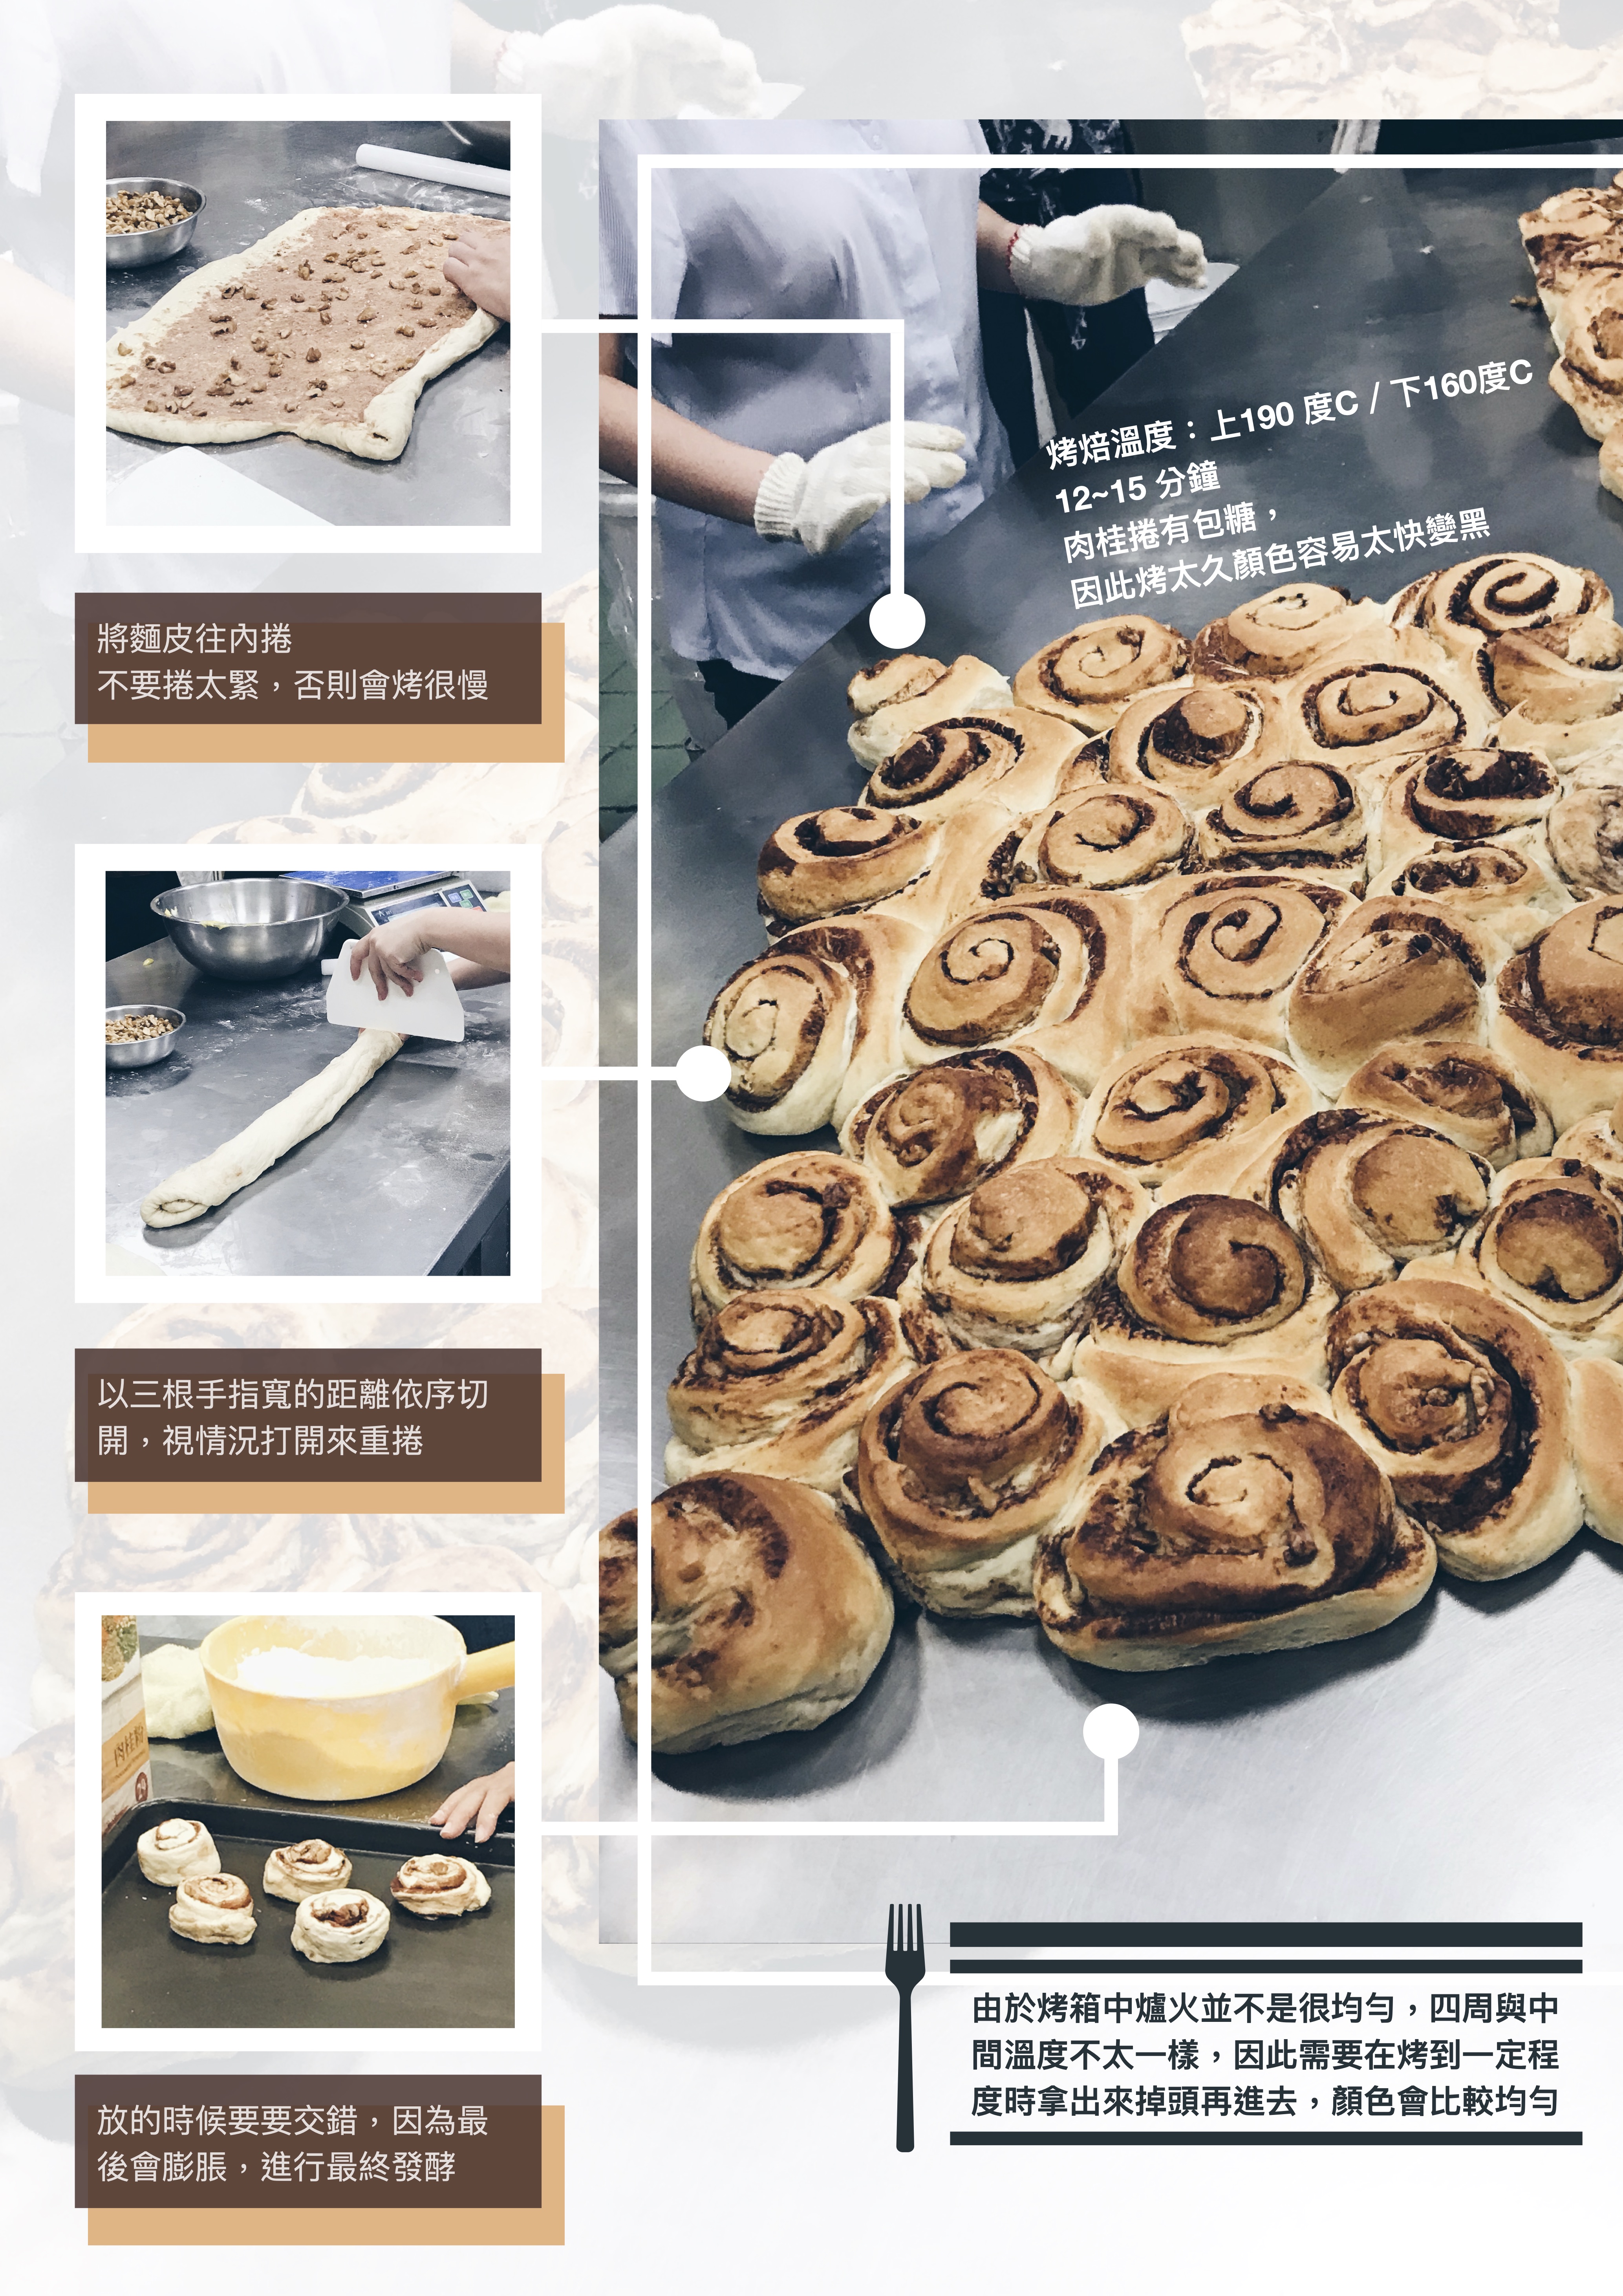 烤焙溫度：上190 度C / 下160度C
12~15 分鐘
肉桂捲有包糖，
因此烤太久顏色容易太快變黑
將麵皮往內捲
不要捲太緊，否則會烤很慢
以三根手指寬的距離依序切
開，視情況打開來重捲
肉桂粉
放的時候要要交錯，因為最
後會膨脹，進行最終發酵
由於烤箱中爐火並不是很均勻，四周與中
間溫度不太一樣，因此需要在烤到一定程
度時拿出來掉頭再進去，顏色會比較均勻